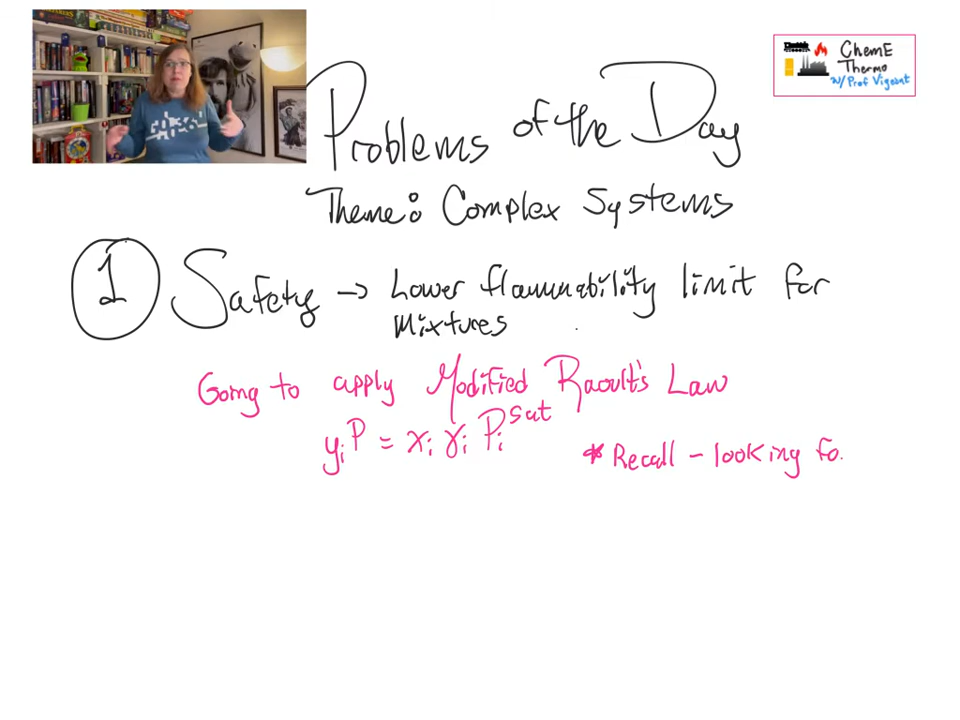 ChemE
Thermo
w/ Prof Vigeant
Problems of the Day
Theme: Complex Systems
1 Safety → Lower flammability limit for
mixtures
Going to apply Modified Raoult's Law
yᵢP = xᵢ γᵢ Pᵢˢᵃᵗ
* Recall - looking fo